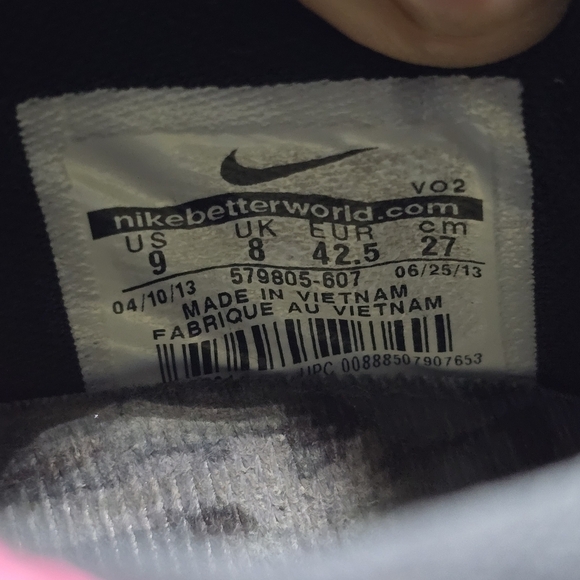 VO2
nikebetterworld.com
US UK EUR cm
9 8 42.5 27
579805-607
04/10/13 06/25/13
MADE IN VIETNAM
FABRIQUE AU VIETNAM
UPC 00888507907653